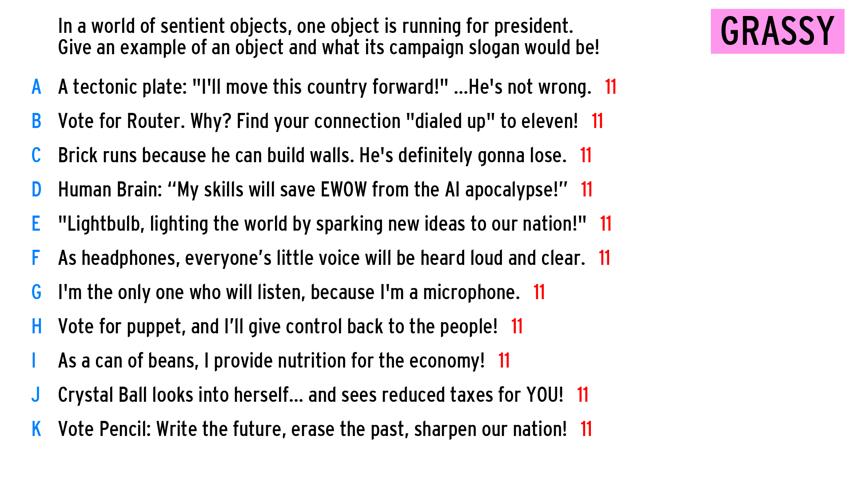 In a world of sentient objects, one object is running for president.
Give an example of an object and what its campaign slogan would be!
GRASSY
A A tectonic plate: "I'll move this country forward!" ...He's not wrong. 11
B Vote for Router. Why? Find your connection "dialed up" to eleven! 11
C Brick runs because he can build walls. He's definitely gonna lose. 11
D Human Brain: “My skills will save EWOW from the AI apocalypse!” 11
E "Lightbulb, lighting the world by sparking new ideas to our nation!" 11
F As headphones, everyone’s little voice will be heard loud and clear. 11
G I'm the only one who will listen, because I'm a microphone. 11
H Vote for puppet, and I’ll give control back to the people! 11
I As a can of beans, I provide nutrition for the economy! 11
J Crystal Ball looks into herself... and sees reduced taxes for YOU! 11
K Vote Pencil: Write the future, erase the past, sharpen our nation! 11